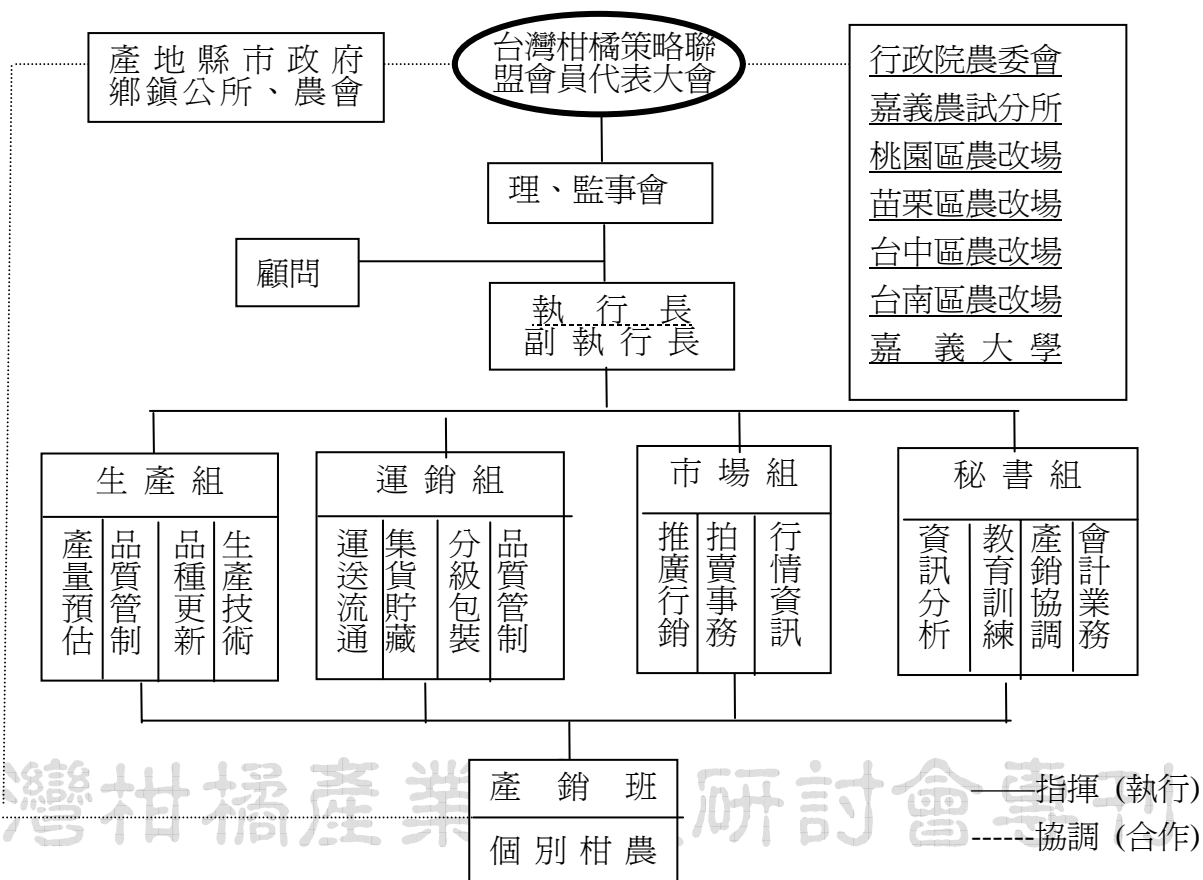 產地縣市政府
鄉鎮公所、農會
台灣柑橘策略聯
盟會員代表大會
行政院農委會
嘉義農試分所
桃園區農改場
苗栗區農改場
台中區農改場
台南區農改場
嘉義大學
理、監事會
顧問
執行長
副執行長
生產組
產量預估
品質管制
品種更新
生產技術
運銷組
運送流通
集貨貯藏
分級包裝
品質管制
市場組
推廣行銷
拍賣事務
行情資訊
秘書組
資訊分析
教育訓練
產銷協調
會計業務
產銷班
個別柑農
指揮 (執行)
協調 (合作)
灣柑橘產業 研討會專刊